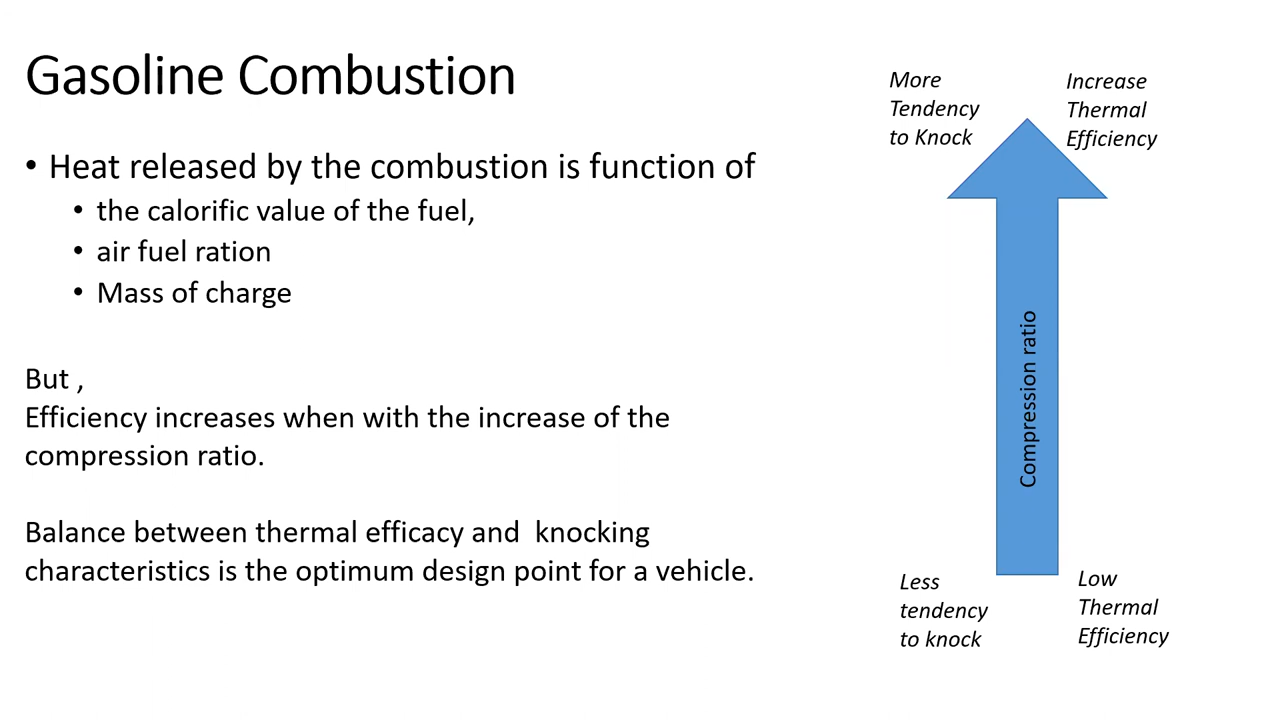 Gasoline Combustion
• Heat released by the combustion is function of
• the calorific value of the fuel,
• air fuel ration
• Mass of charge
But ,
Efficiency increases when with the increase of the
compression ratio.
Balance between thermal efficacy and  knocking
characteristics is the optimum design point for a vehicle.
More
Tendency
to Knock
Increase
Thermal
Efficiency
Compression ratio
Less
tendency
to knock
Low
Thermal
Efficiency